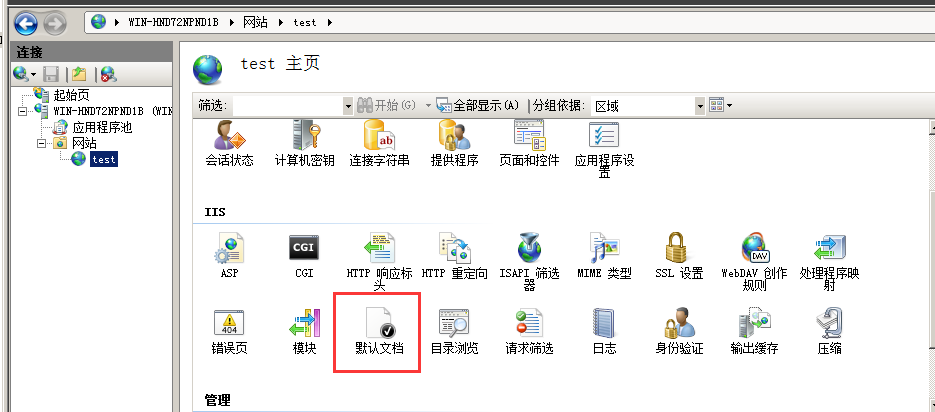 WIN-HND72NPND1B 网站 test
连接
起始页
WIN-HND72NPND1B (WIN
应用程序池
网站
test
test 主页
筛选: 开始(G) 全部显示(A) 分组依据: 区域
会话状态 计算机密钥 连接字符串 提供程序 页面和控件 应用程序设
置
IIS
ab
CGI
DAV
ASP CGI HTTP 响应标 HTTP 重定向 ISAPI 筛选 MIME 类型 SSL 设置 WebDAV 创作 处理程序映
头 器 规则 射
404
错误页 模块 默认文档 目录浏览 请求筛选 日志 身份验证 输出缓存 压缩
管理